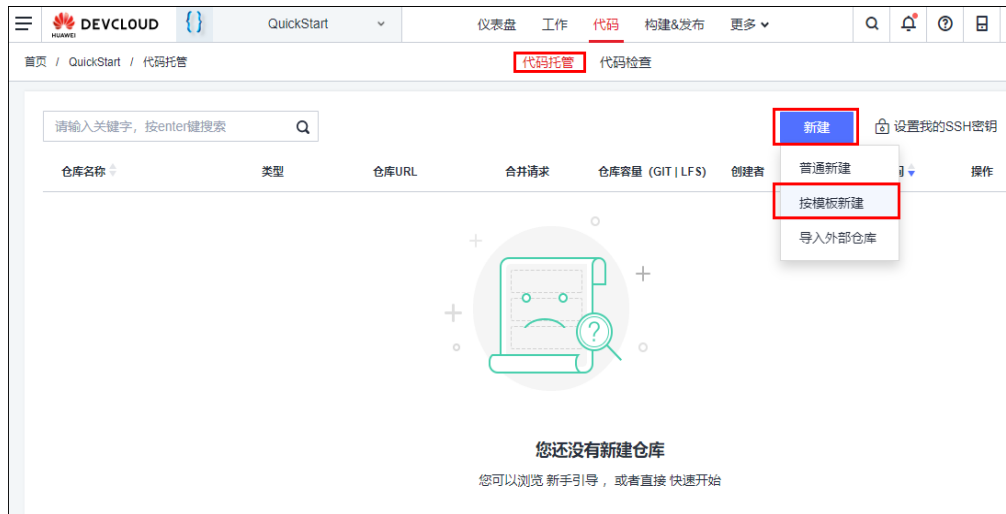 HUAWEI DEVCLOUD {} QuickStart 仪表盘 工作 代码 构建&发布 更多
首页 / QuickStart / 代码托管 代码托管 代码检查
请输入关键字，按enter键搜索 新建 设置我的SSH密钥
仓库名称 类型 仓库URL 合并请求 仓库容量 (GIT | LFS) 创建者 操作
普通新建
按模板新建
导入外部仓库
?
您还没有新建仓库
您可以浏览 新手引导 ，或者直接 快速开始